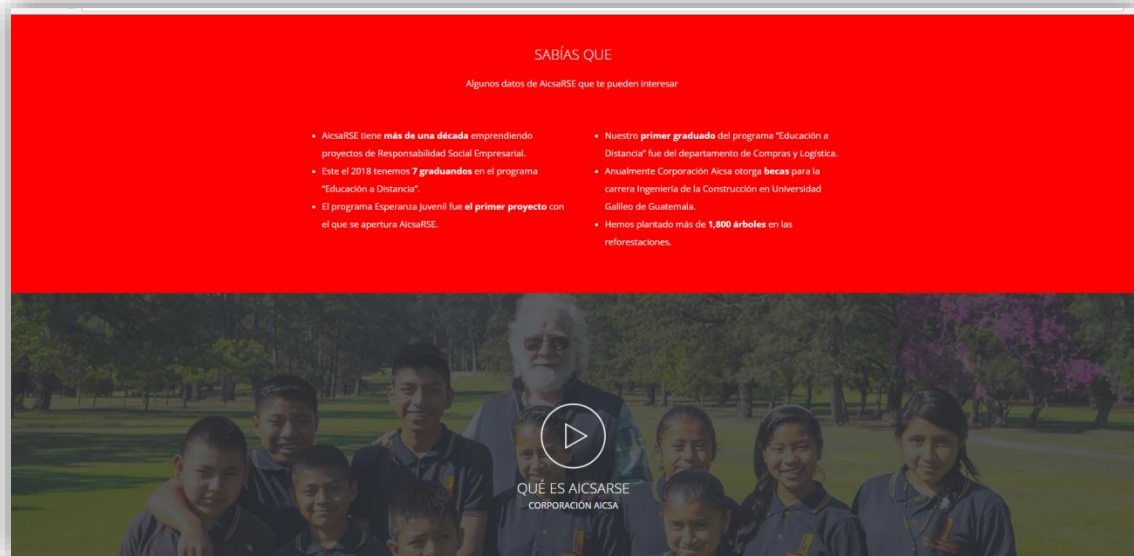 SABÍAS QUE
Algunos datos de AicsaRSE que te pueden interesar
• AicsaRSE tiene más de una década emprendiendo
proyectos de Responsabilidad Social Empresarial.
• Este el 2018 tenemos 7 graduandos en el programa
"Educación a Distancia".
• El programa Esperanza Juvenil fue el primer proyecto con
el que se apertura AicsaRSE.
• Nuestro primer graduado del programa "Educación a
Distancia" fue del departamento de Compras y Logística.
• Anualmente Corporación Aicsa otorga becas para la
carrera Ingeniería de la Construcción en Universidad
Galileo de Guatemala.
• Hemos plantado más de 1,800 árboles en las
reforestaciones.
QUÉ ES AICSARSE
CORPORACIÓN AICSA